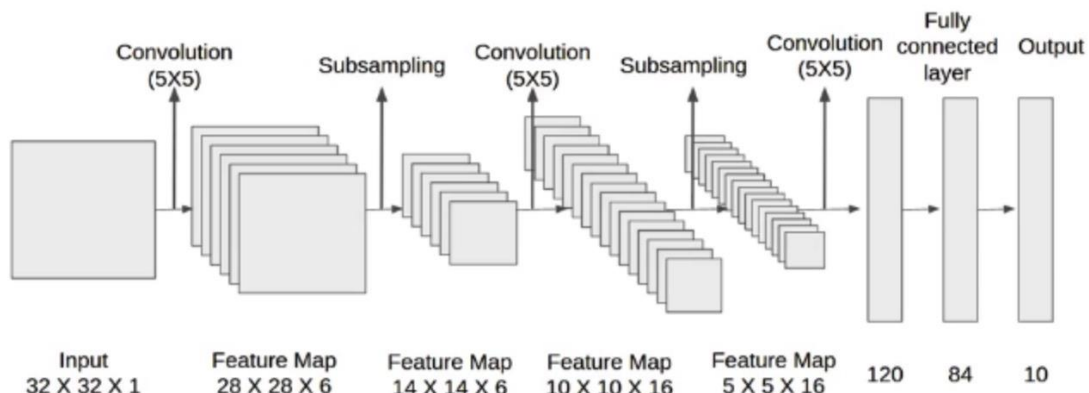 Convolution
(5X5)
Subsampling
Convolution
(5X5)
Subsampling
Convolution
(5X5)
Fully
connected
layer
Output
Input
32 X 32 X 1
Feature Map
28 X 28 X 6
Feature Map
14 X 14 X 6
Feature Map
10 X 10 X 16
Feature Map
5 X 5 X 16
120
84
10